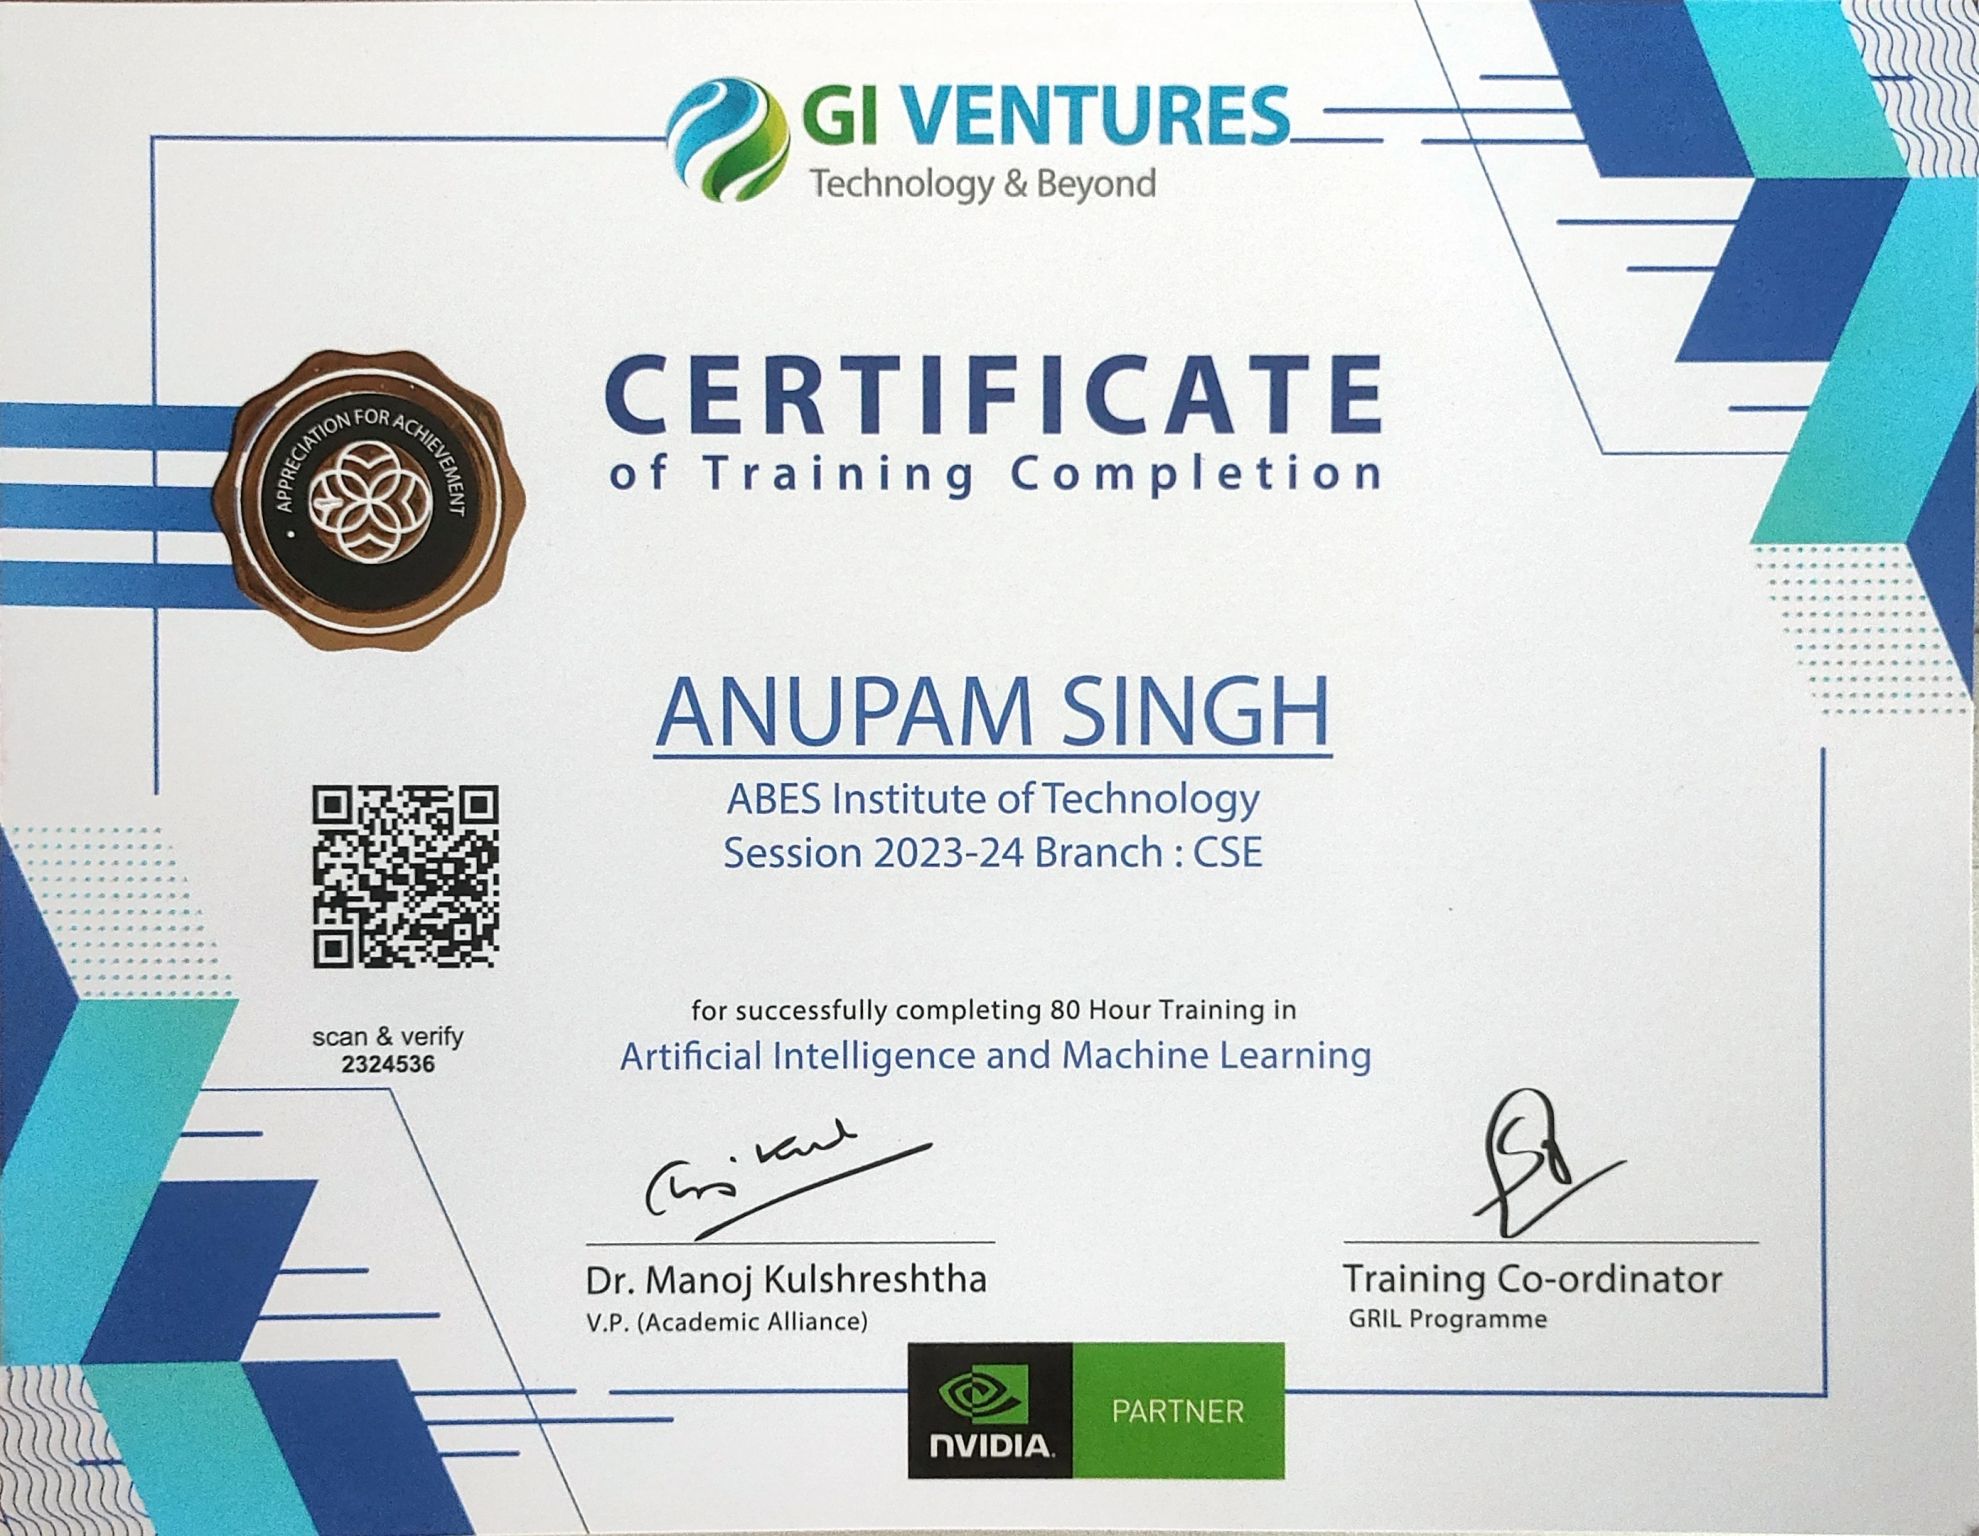 GI VENTURES
Technology & Beyond
CERTIFICATE
of Training Completion
• APPRECIATION FOR ACHIEVEMENT
ANUPAM SINGH
ABES Institute of Technology
Session 2023-24 Branch : CSE
scan & verify
2324536
for successfully completing 80 Hour Training in
Artificial Intelligence and Machine Learning
Dr. Manoj Kulshreshtha
V.P. (Academic Alliance)
Training Co-ordinator
GRIL Programme
NVIDIA.
PARTNER